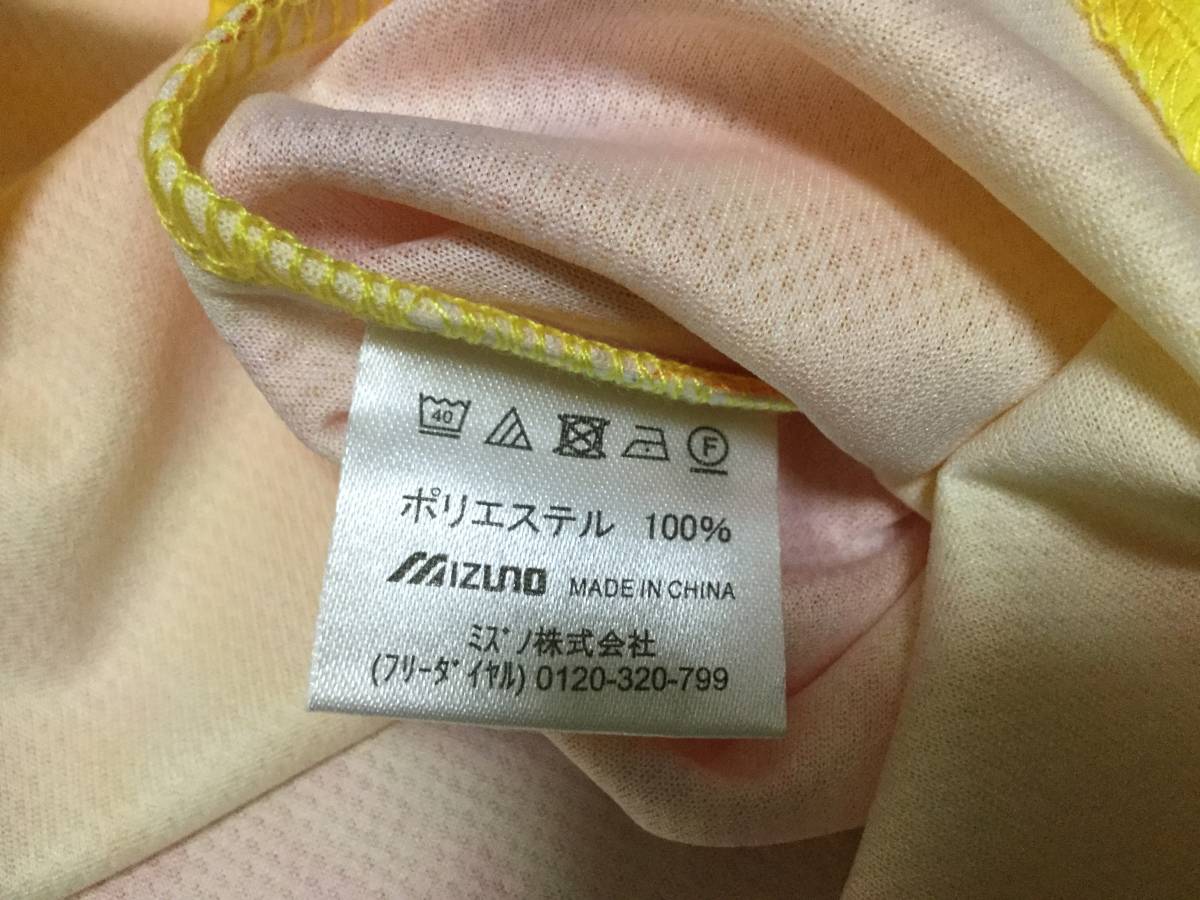 40 F
ポリエステル 100%
MIZUNO MADE IN CHINA
ミズノ株式会社
(フリーダイヤル) 0120-320-799